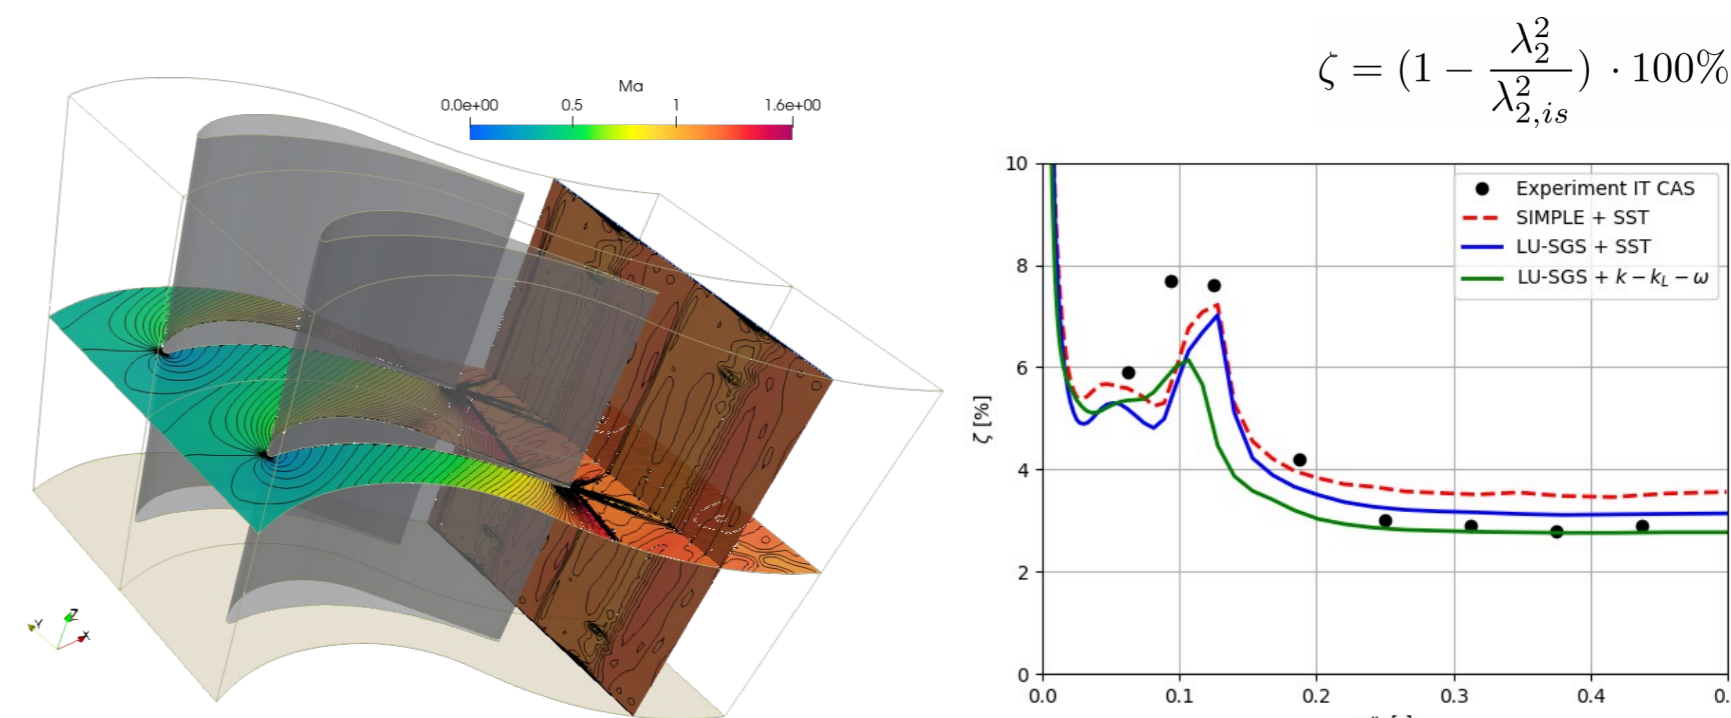 Ma
0.0e+00 0.5 1 1.6e+00
Y Z X
ζ = (1 − λ₂² / λ²₂,ᵢₛ) · 100%
10
8
6
4
2
0
ζ [%]
Experiment IT CAS
SIMPLE + SST
LU-SGS + SST
LU-SGS + k − k_L − ω
0.0 0.1 0.2 0.3 0.4 0.